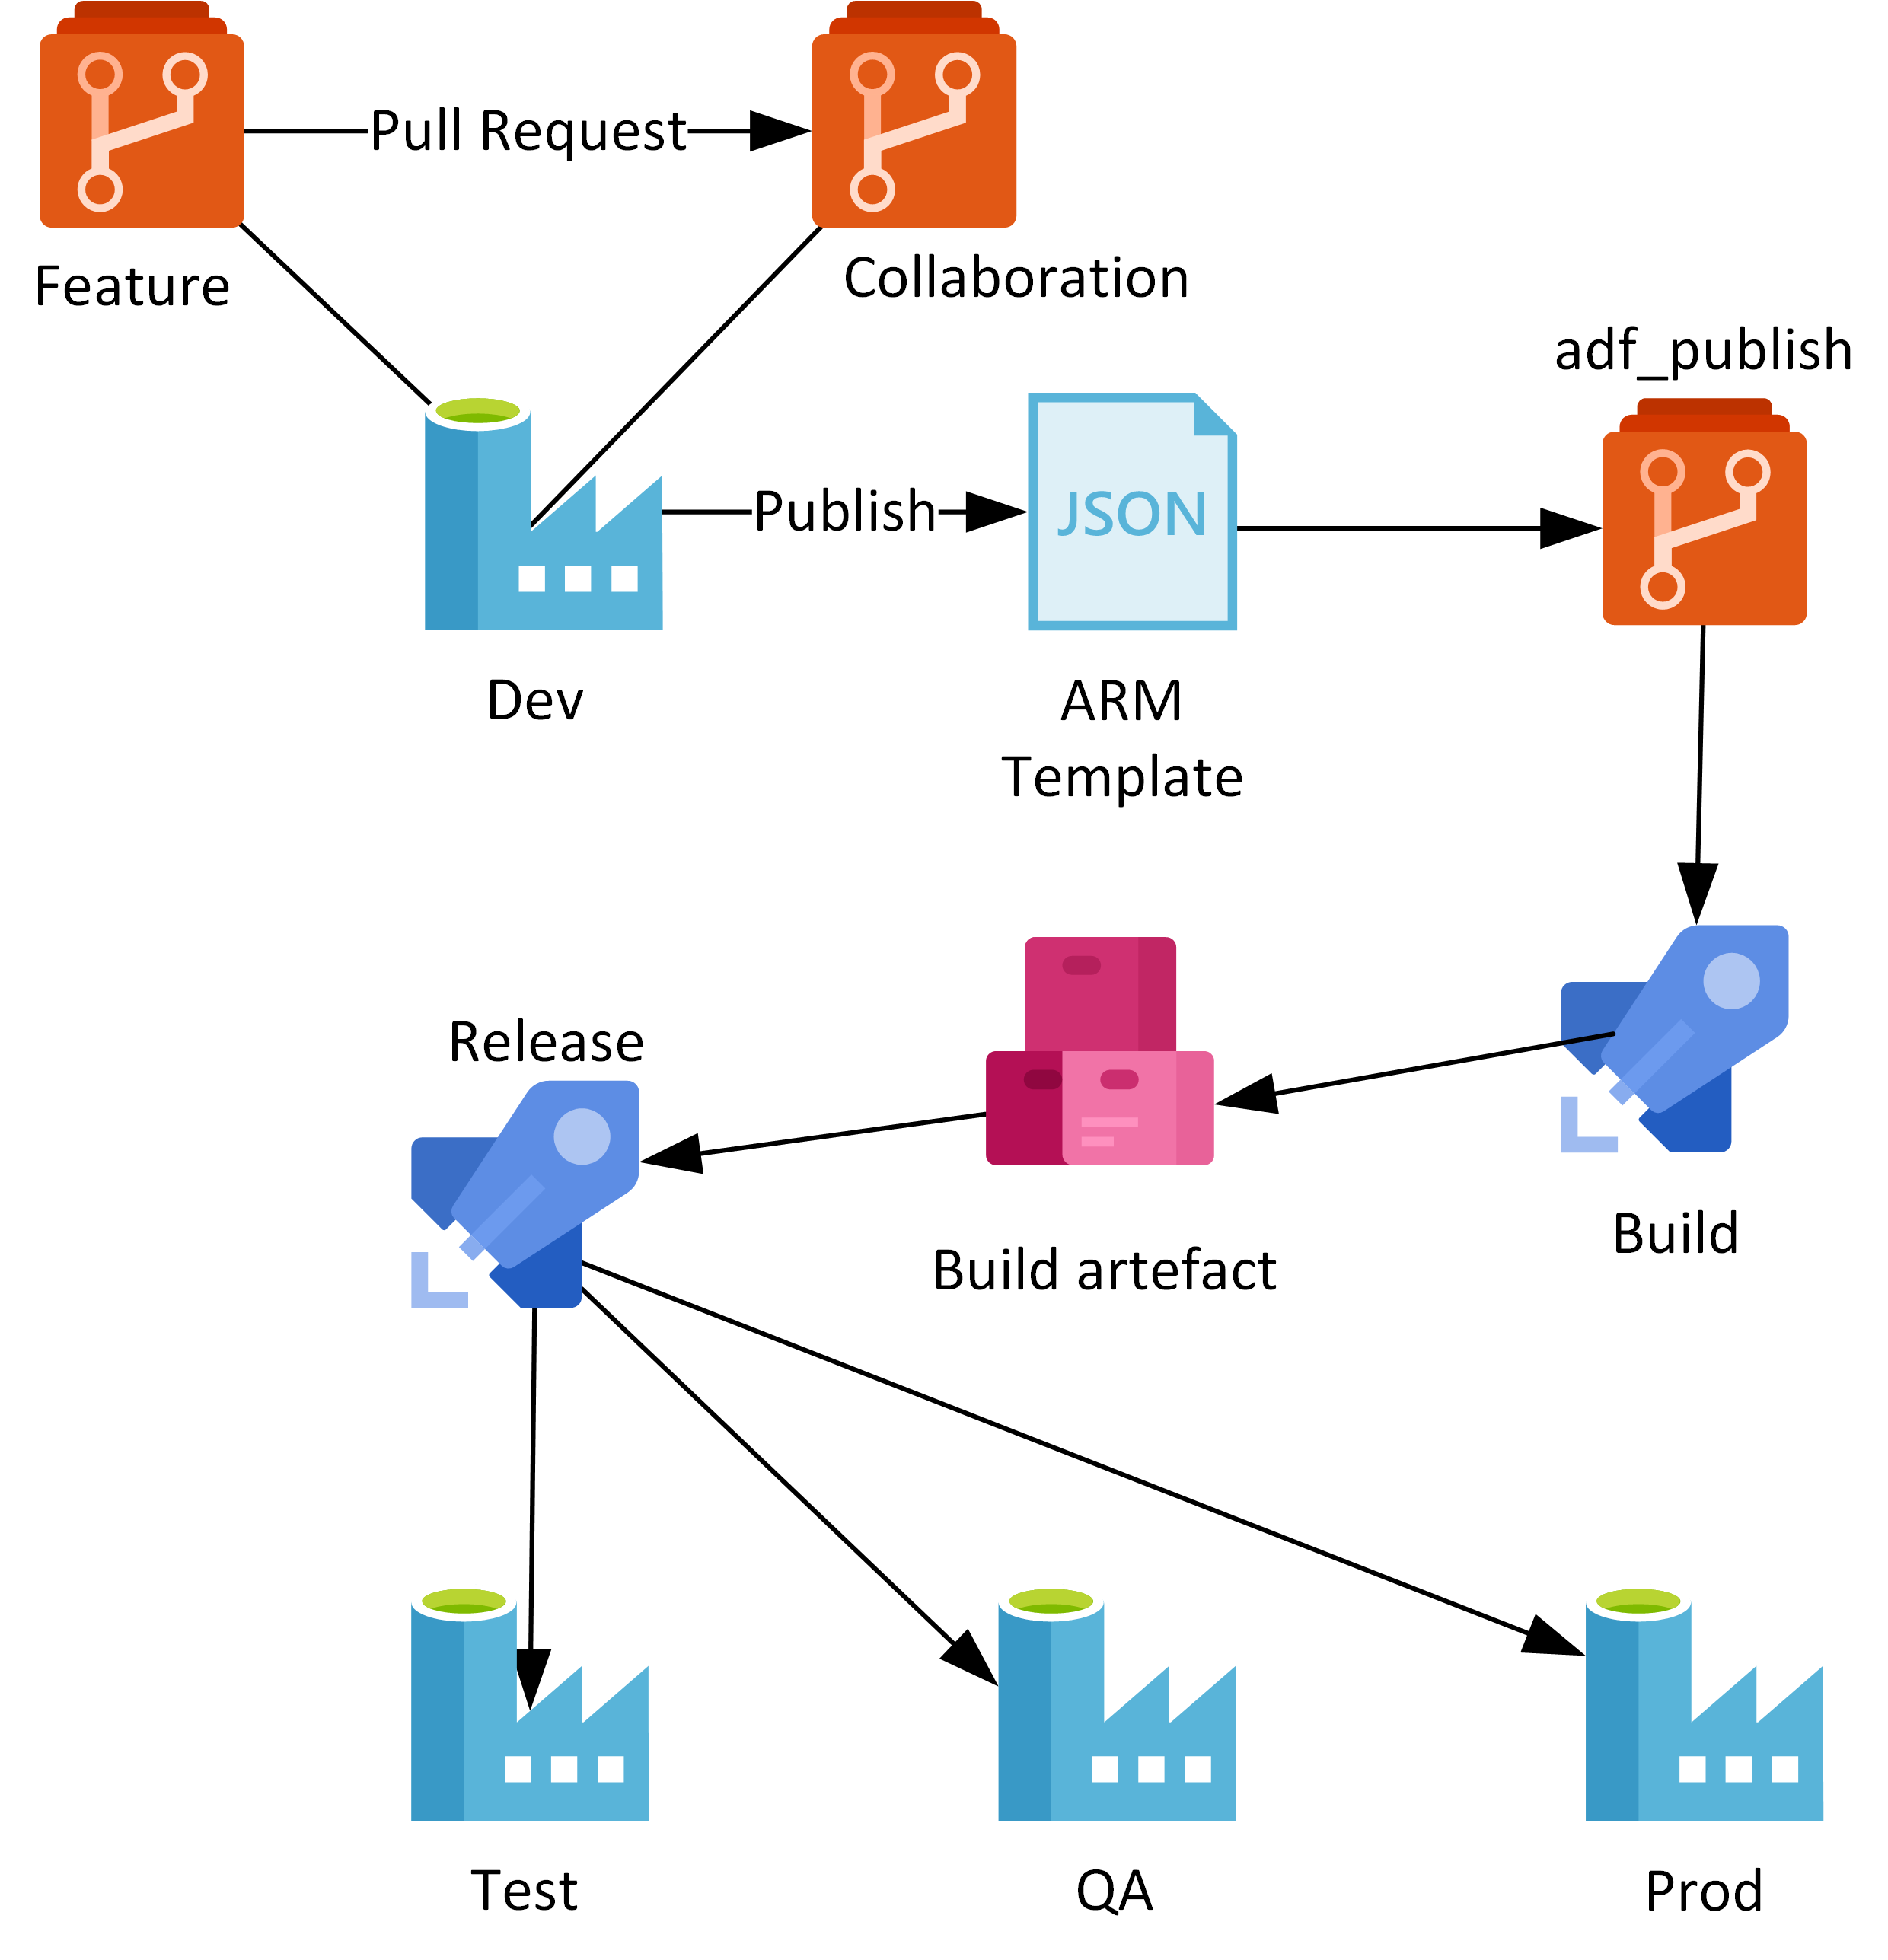 Pull Request
Feature
Collaboration
adf_publish
Publish
JSON
Dev
ARM
Template
Release
Build
Build artefact
Test
QA
Prod